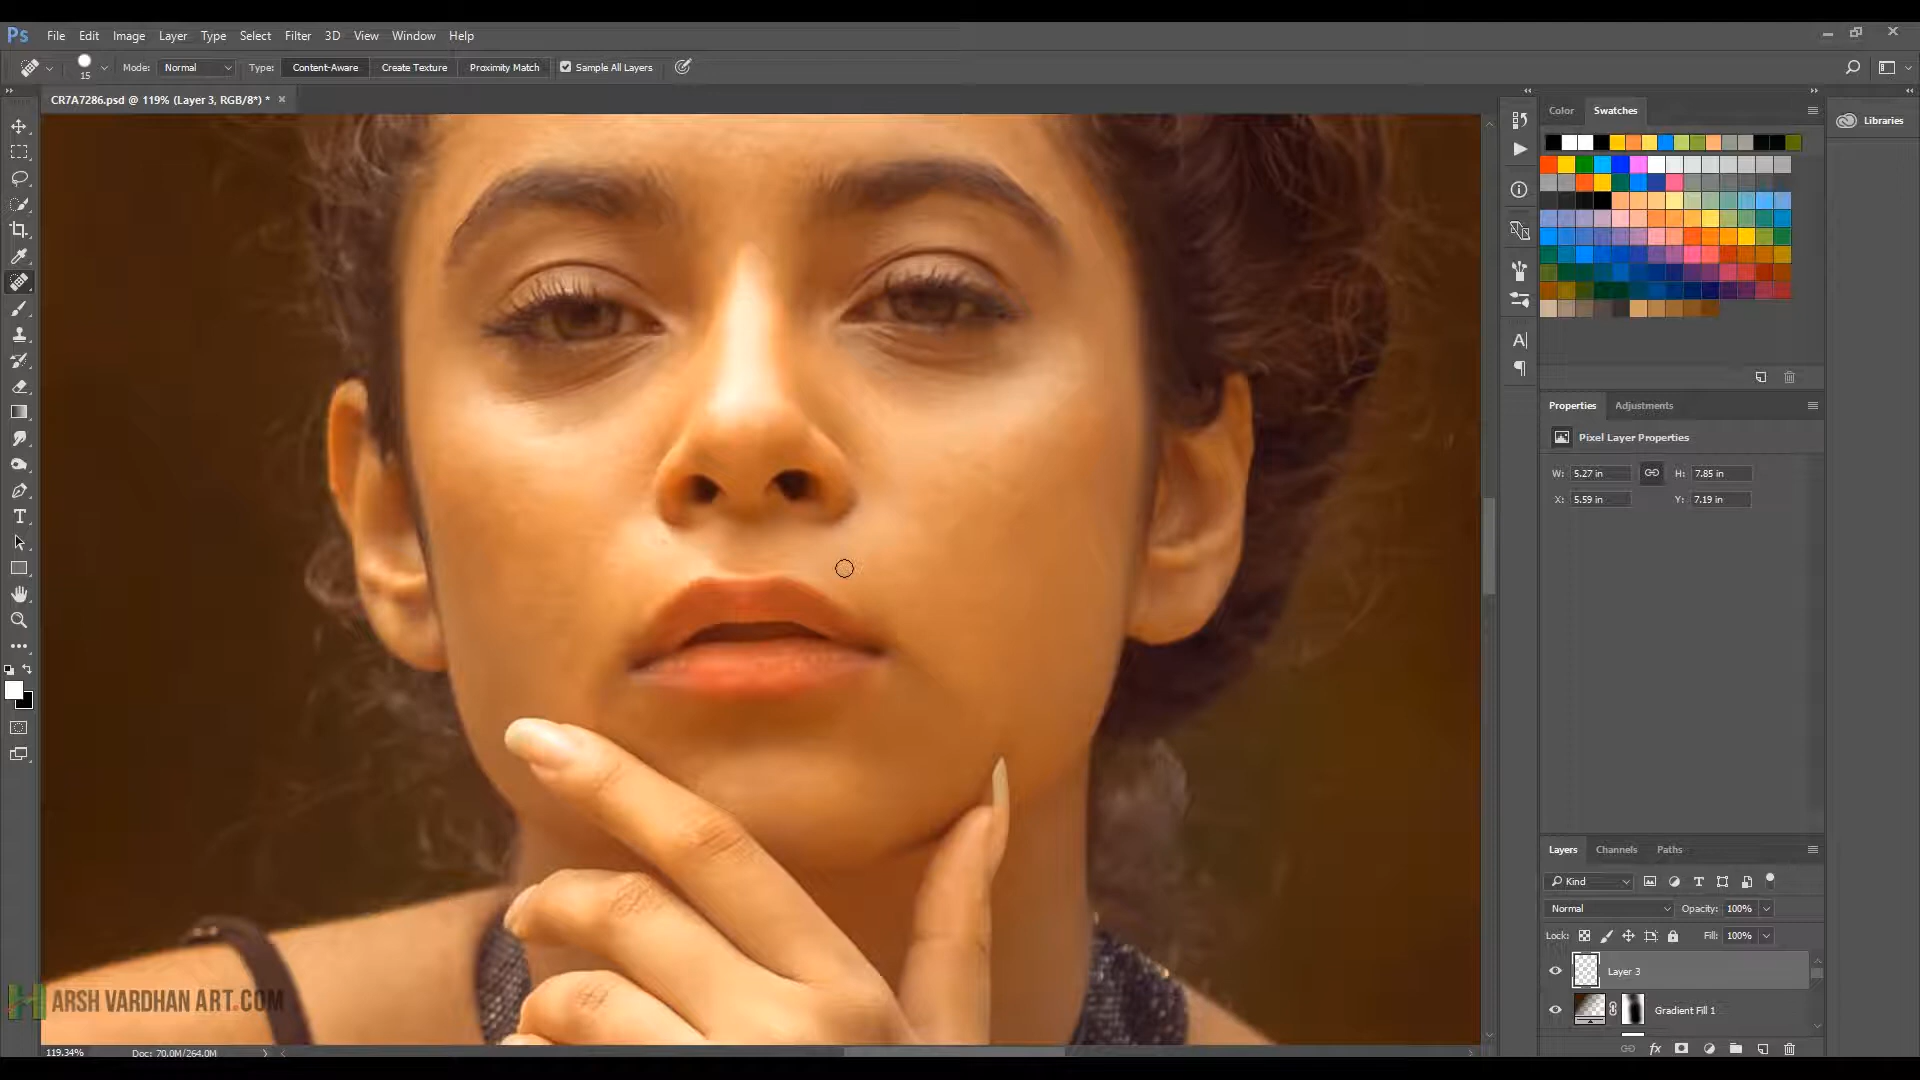 Ps File Edit Image Layer Type Select Filter 3D View Window Help
15 Mode: Normal Type: Content-Aware Create Texture Proximity Match Sample All Layers
CR7A7286.psd @ 119% (Layer 3, RGB/8*) *
Color Swatches
Libraries
Properties Adjustments
Pixel Layer Properties
W: 5.27 in H: 7.85 in
X: 5.59 in Y: 7.19 in
Layers Channels Paths
Kind
Normal Opacity: 100%
Lock: Fill: 100%
Layer 3
Gradient Fill 1
HARSH VARDHAN ART.COM
119.34% Doc: 70.0M/264.0M